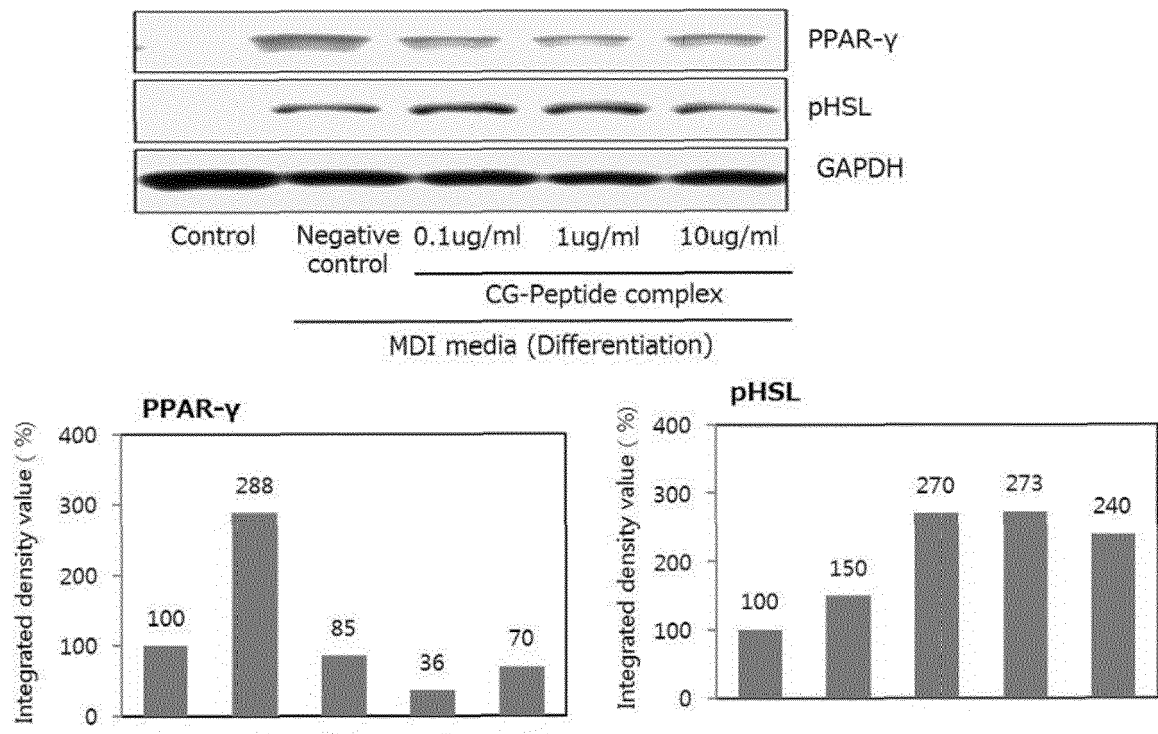 PPAR-γ
pHSL
GAPDH
Control Negative control 0.1ug/ml 1ug/ml 10ug/ml
CG-Peptide complex
MDI media (Differentiation)
PPAR-γ
Integrated density value ( %)
400
300
200
100
0
100
288
85
36
70
pHSL
Integrated density value ( %)
400
300
200
100
0
100
150
270
273
240